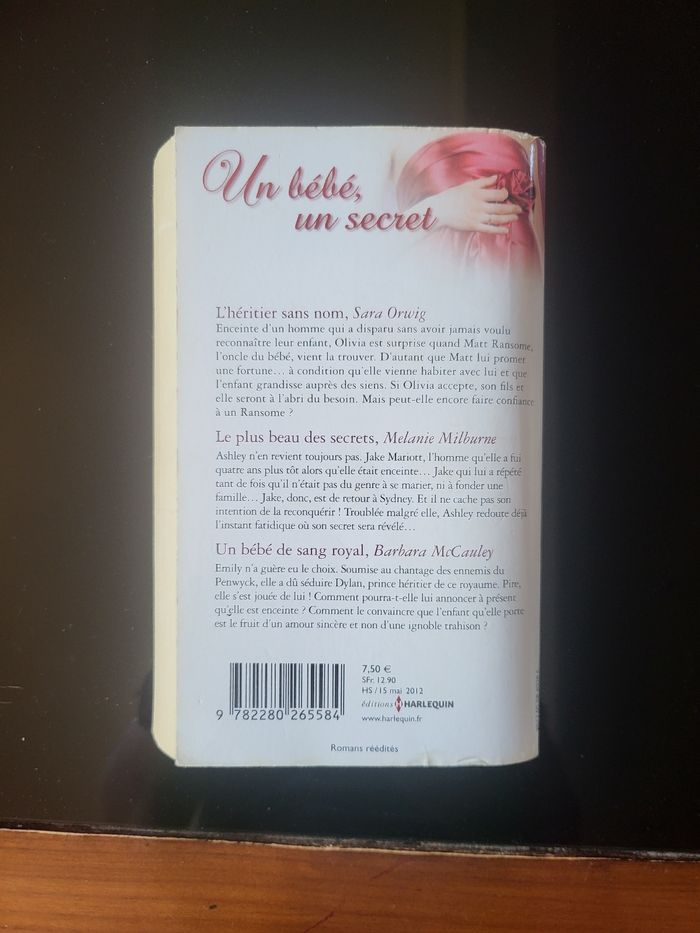 Un bébé,
un secret
L'héritier sans nom, Sara Orwig
Enceinte d'un homme qui a disparu sans avoir jamais voulu
reconnaître leur enfant, Olivia est surprise quand Matt Ransome,
l'oncle du bébé, vient la trouver. D'autant que Matt lui promet
une fortune… à condition qu'elle vienne habiter avec lui et que
l'enfant grandisse auprès des siens. Si Olivia accepte, son fils et
elle seront à l'abri du besoin. Mais peut-elle encore faire confiance
à un Ransome ?
Le plus beau des secrets, Melanie Milburne
Ashley n'en revient toujours pas. Jake Mariott, l'homme qu'elle a fui
quatre ans plus tôt alors qu'elle était enceinte… Jake qui lui a répété
tant de fois qu'il n'était pas du genre à se marier, ni à fonder une
famille… Jake, donc, est de retour à Sydney. Et il ne cache pas son
intention de la reconquérir ! Troublée malgré elle, Ashley redoute déjà
l'instant fatidique où son secret sera révélé…
Un bébé de sang royal, Barbara McCauley
Emily n'a guère eu le choix. Soumise au chantage des ennemis du
Penwyck, elle a dû séduire Dylan, prince héritier de ce royaume. Pire,
elle s'est jouée de lui ! Comment pourra-t-elle lui annoncer à présent
qu'elle est enceinte ? Comment le convaincre que l'enfant qu'elle porte
est le fruit d'un amour sincère et non d'une ignoble trahison ?
7,50 €
SFr. 12.90
HS / 15 mai 2012
éditions H HARLEQUIN
www.harlequin.fr
9 782280 265584
Romans réédités